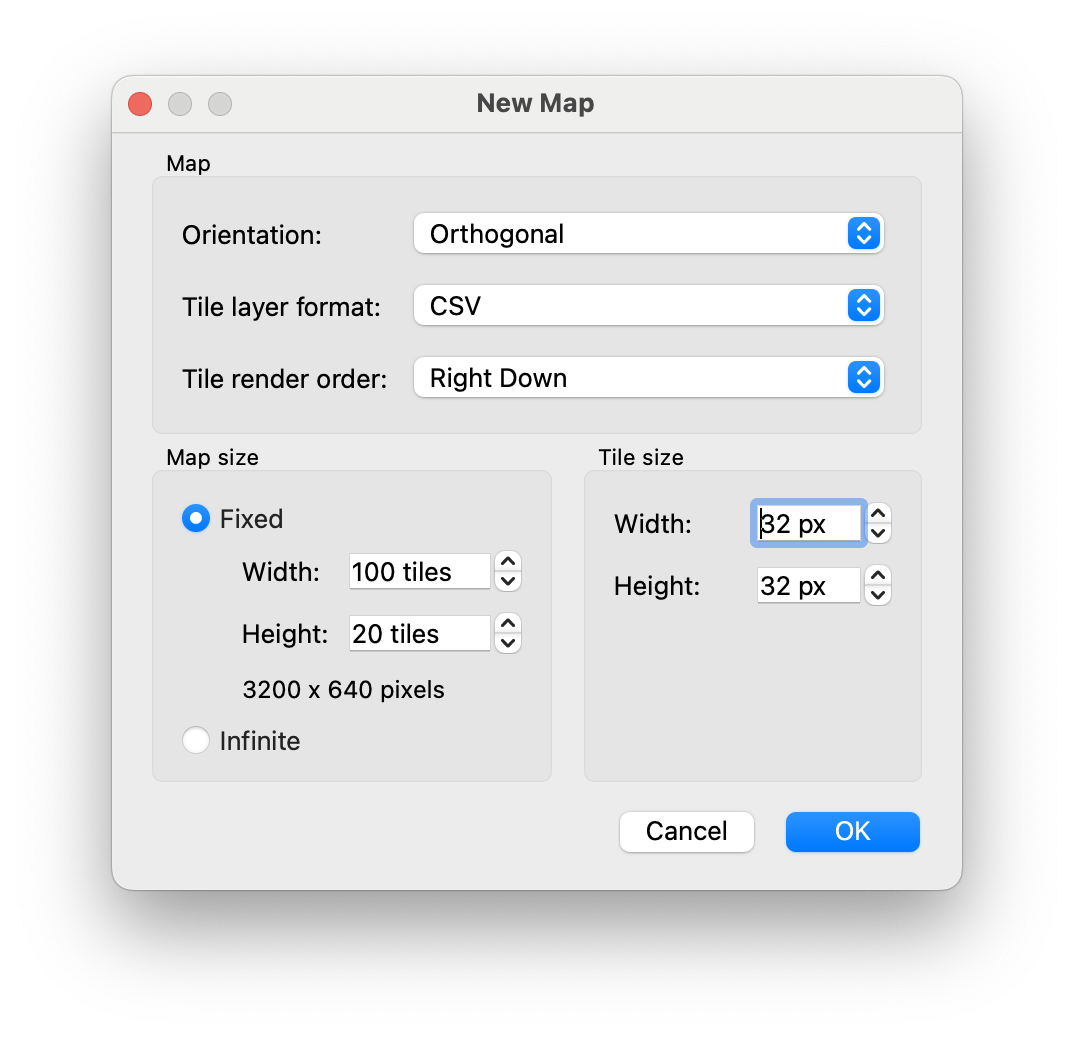 New Map
Map
Orientation: Orthogonal
Tile layer format: CSV
Tile render order: Right Down
Map size
Fixed
Width: 100 tiles
Height: 20 tiles
3200 x 640 pixels
Infinite
Tile size
Width: 32 px
Height: 32 px
Cancel OK